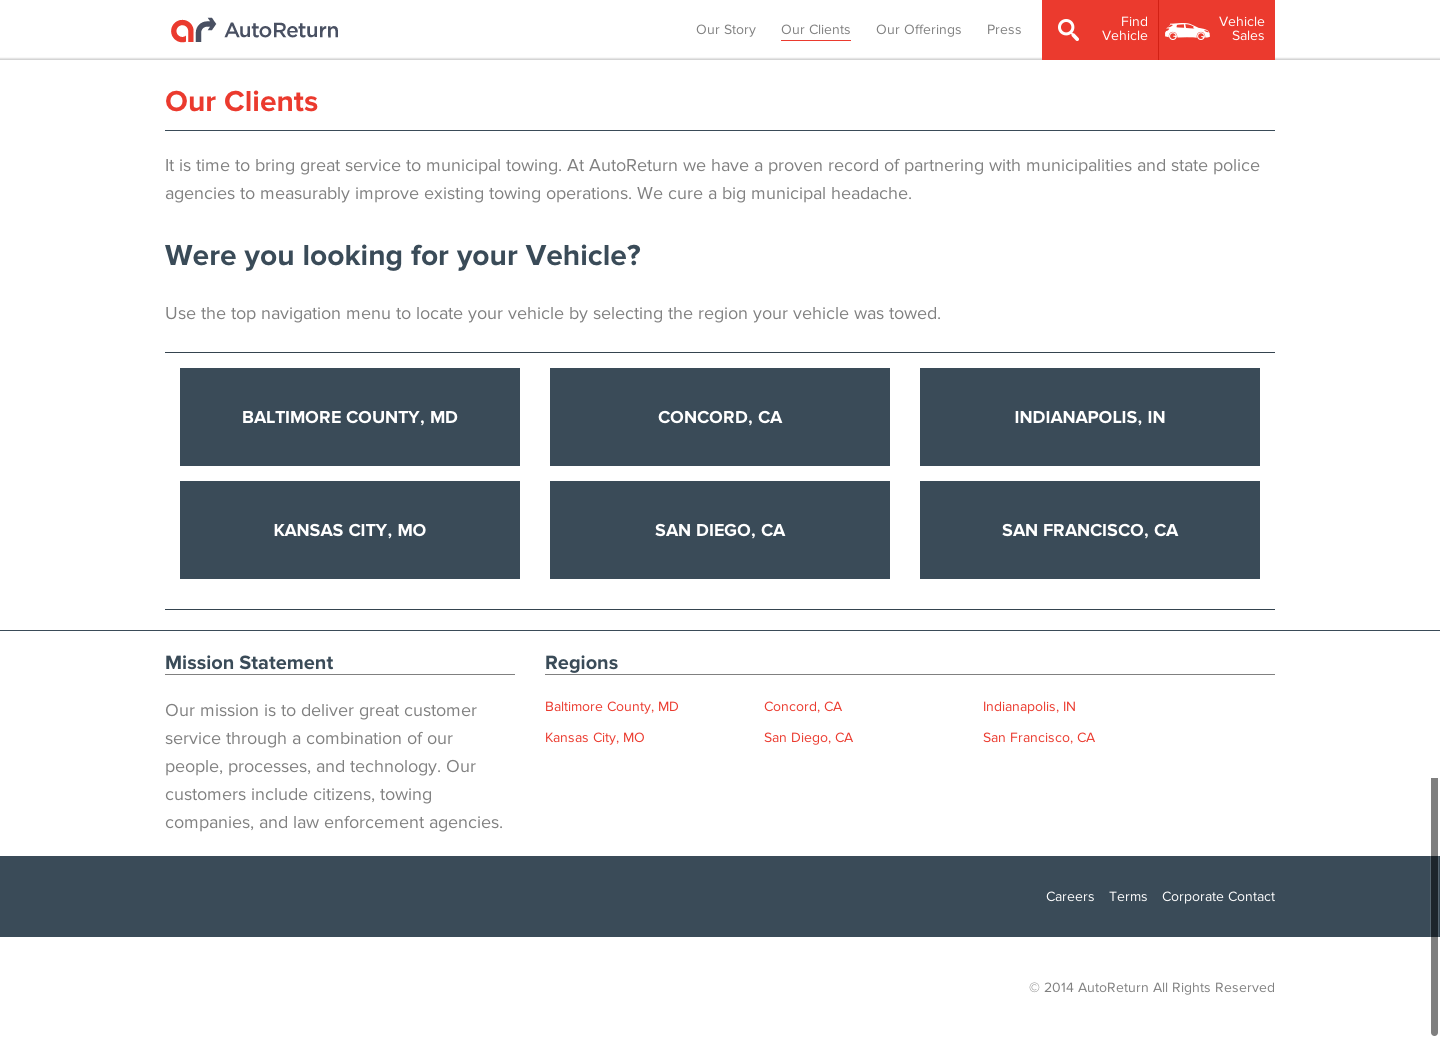 AutoReturn
Our Story Our Clients Our Offerings Press
Find Vehicle
Vehicle Sales
Our Clients
It is time to bring great service to municipal towing. At AutoReturn we have a proven record of partnering with municipalities and state police
agencies to measurably improve existing towing operations. We cure a big municipal headache.
Were you looking for your Vehicle?
Use the top navigation menu to locate your vehicle by selecting the region your vehicle was towed.
BALTIMORE COUNTY, MD
CONCORD, CA
INDIANAPOLIS, IN
KANSAS CITY, MO
SAN DIEGO, CA
SAN FRANCISCO, CA
Mission Statement
Our mission is to deliver great customer
service through a combination of our
people, processes, and technology. Our
customers include citizens, towing
companies, and law enforcement agencies.
Regions
Baltimore County, MD Concord, CA Indianapolis, IN
Kansas City, MO San Diego, CA San Francisco, CA
Careers Terms Corporate Contact
© 2014 AutoReturn All Rights Reserved